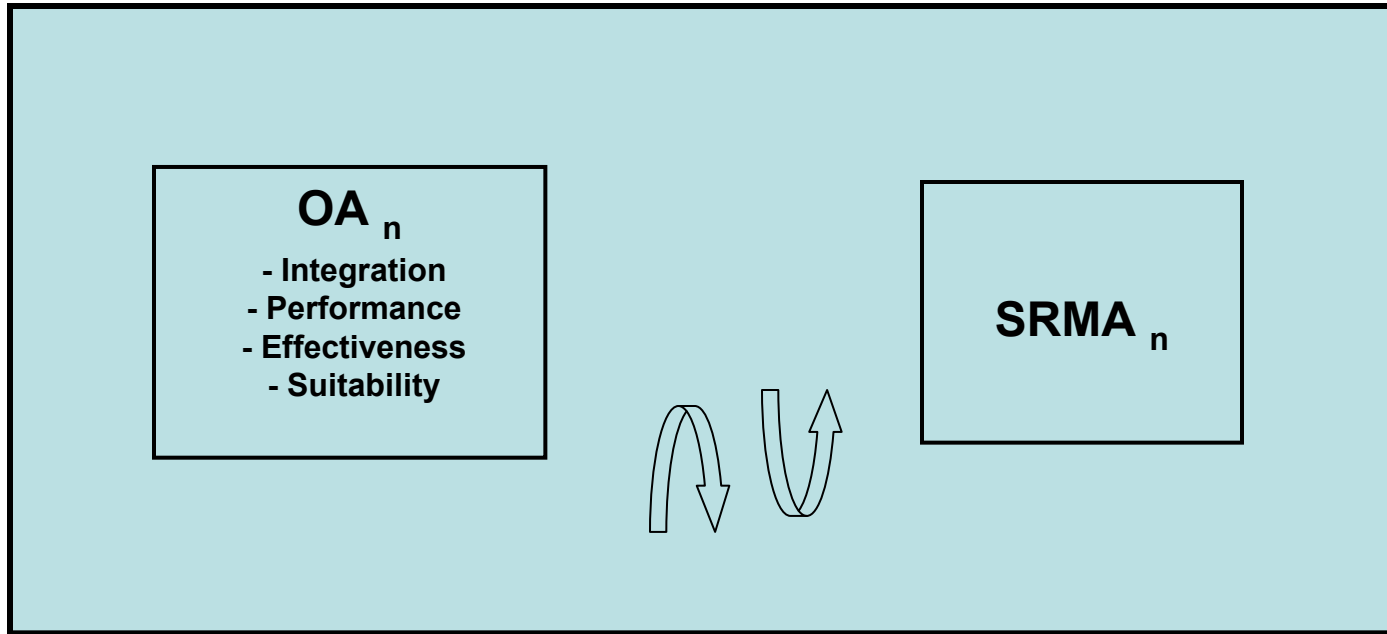 OA n
- Integration
- Performance
- Effectiveness
- Suitability
SRMA n